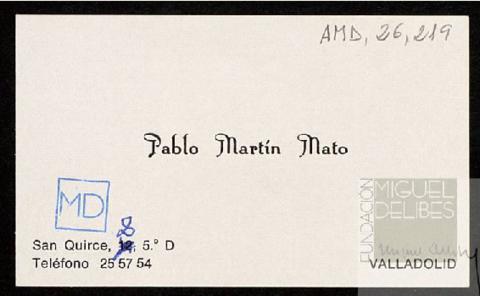 AMD, 26, 219
Pablo Martín Mato
MD
8
San Quirce, 12, 5.º D
Teléfono 25 57 54
VALLADOLID
FUNDACIÓN
MIGUEL
DELIBES